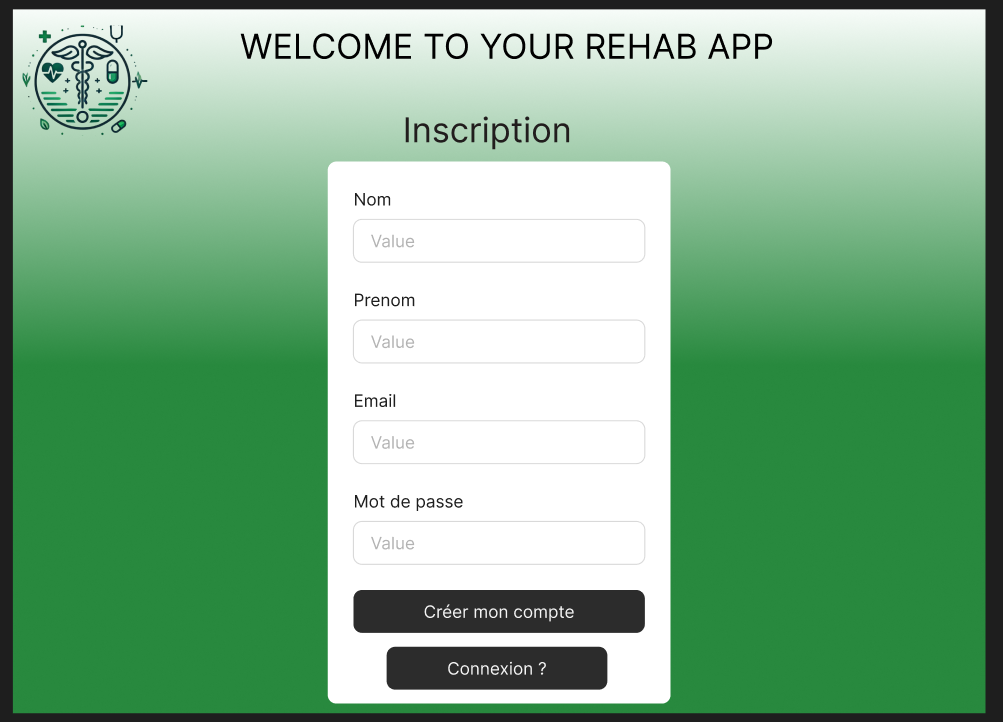 WELCOME TO YOUR REHAB APP
Inscription
Nom
Value
Prenom
Value
Email
Value
Mot de passe
Value
Créer mon compte
Connexion ?